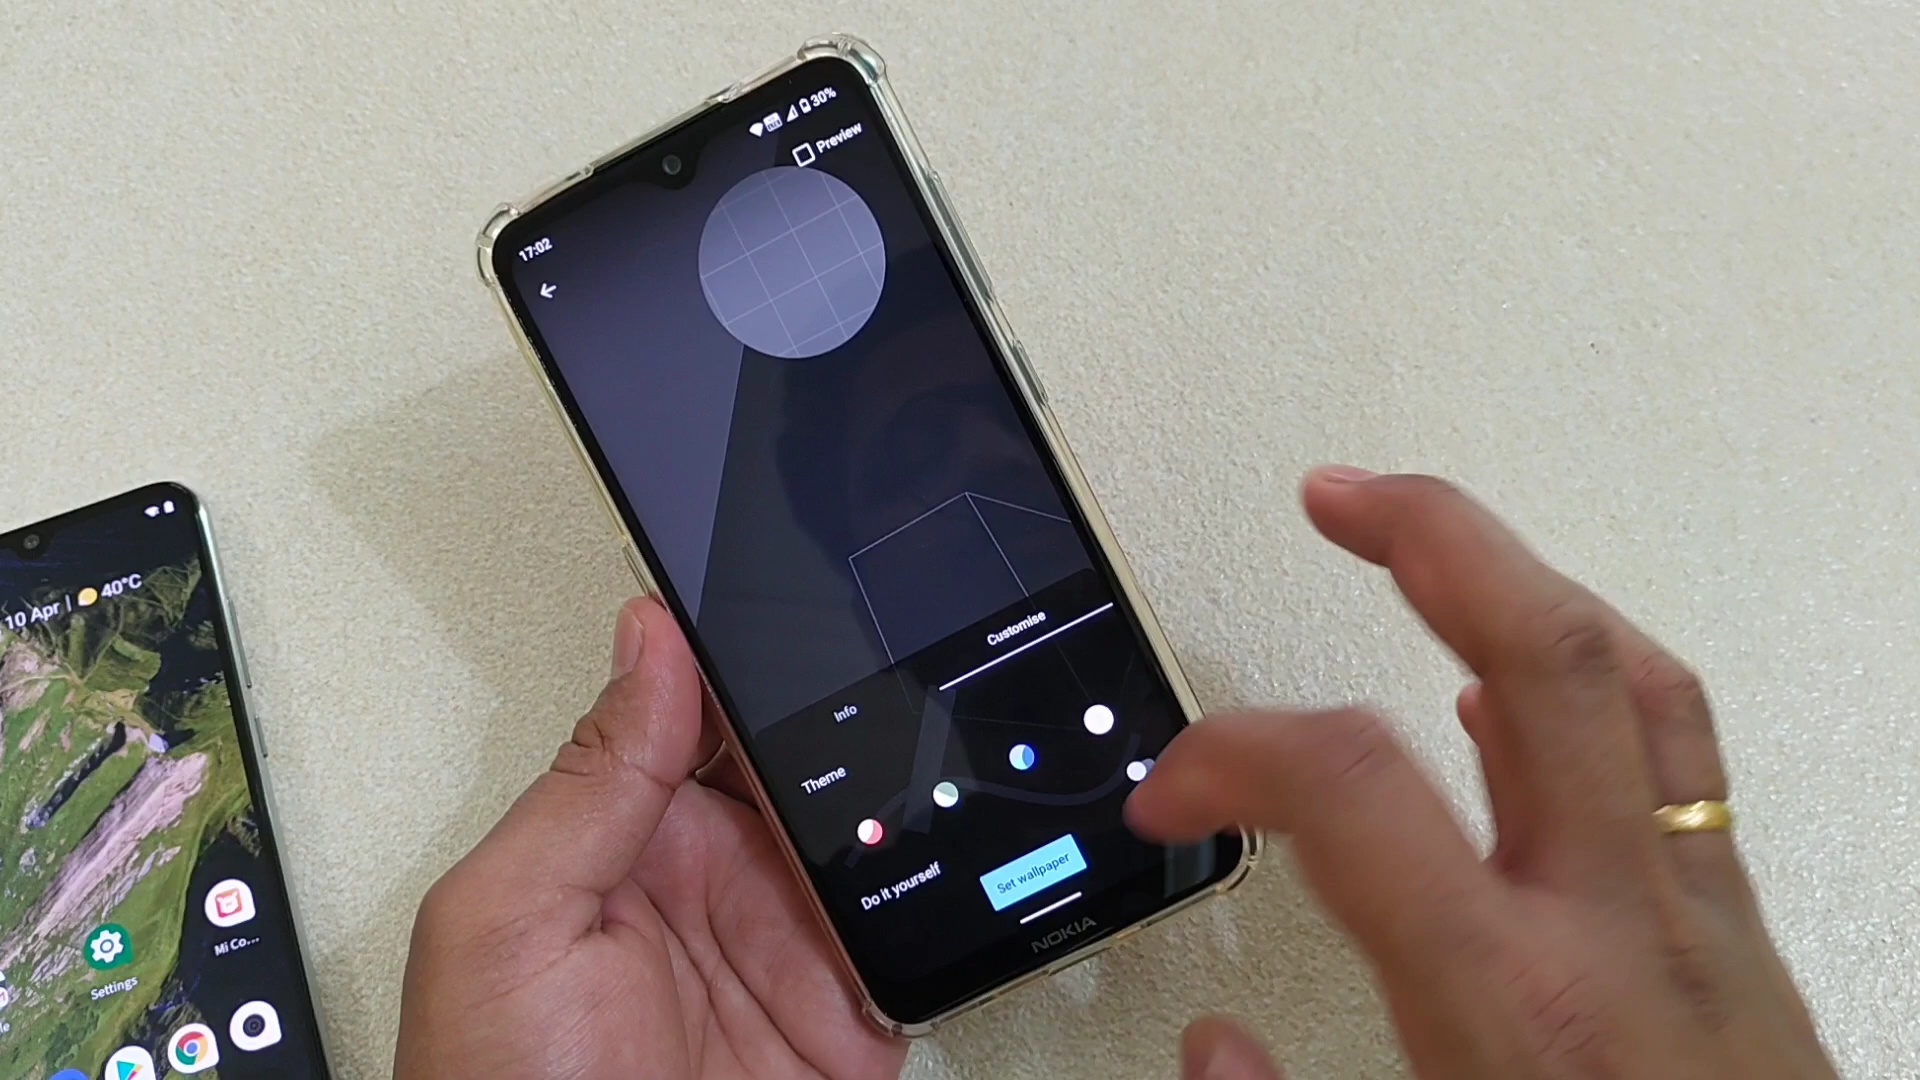 17:02
30%
Preview
Info
Customise
Theme
Do it yourself
Set wallpaper
NOKIA
10 Apr | 40°C
Mi Co...
Settings